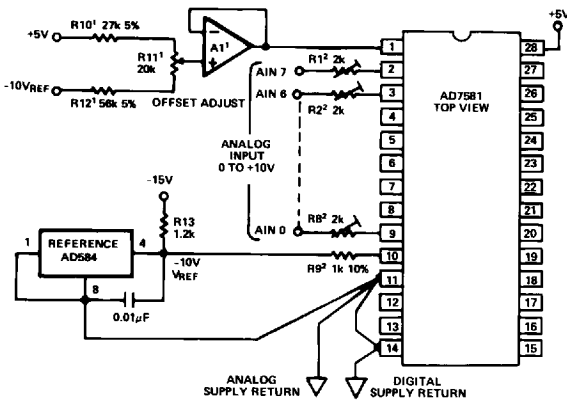 R10¹ 27k 5%
+5V
R11¹
20k
A1¹
-10VREF
R12¹ 56k 5%
OFFSET ADJUST
+5V
AIN 7
R1² 2k
AIN 6
R2² 2k
ANALOG
INPUT
0 TO +10V
AIN 0
R8² 2k
R9² 1k 10%
AD7581
TOP VIEW
1
2
3
4
5
6
7
8
9
10
11
12
13
14
28
27
26
25
24
23
22
21
20
19
18
17
16
15
-15V
R13
1.2k
1
REFERENCE
AD584
4
-10V
VREF
8
0.01µF
ANALOG
SUPPLY RETURN
DIGITAL
SUPPLY RETURN